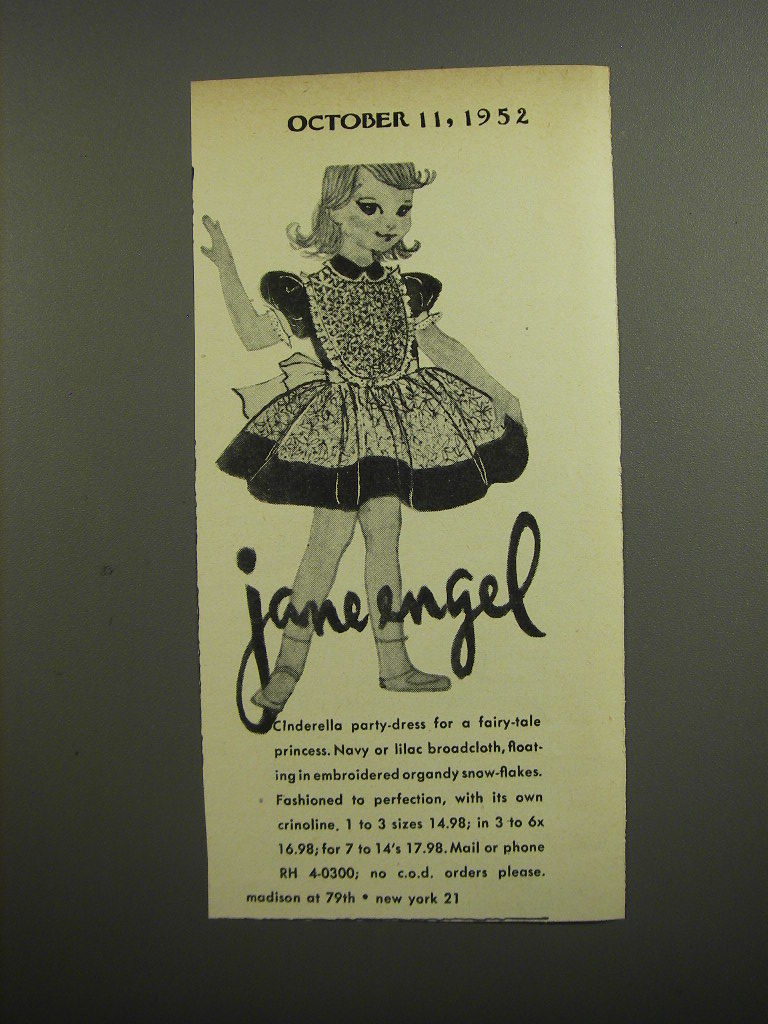 OCTOBER 11, 1952
jane engel
Cinderella party-dress for a fairy-tale
princess. Navy or lilac broadcloth, float-
ing in embroidered organdy snow-flakes.
Fashioned to perfection, with its own
crinoline. 1 to 3 sizes 14.98; in 3 to 6x
16.98; for 7 to 14's 17.98. Mail or phone
RH 4-0300; no c.o.d. orders please.
madison at 79th • new york 21